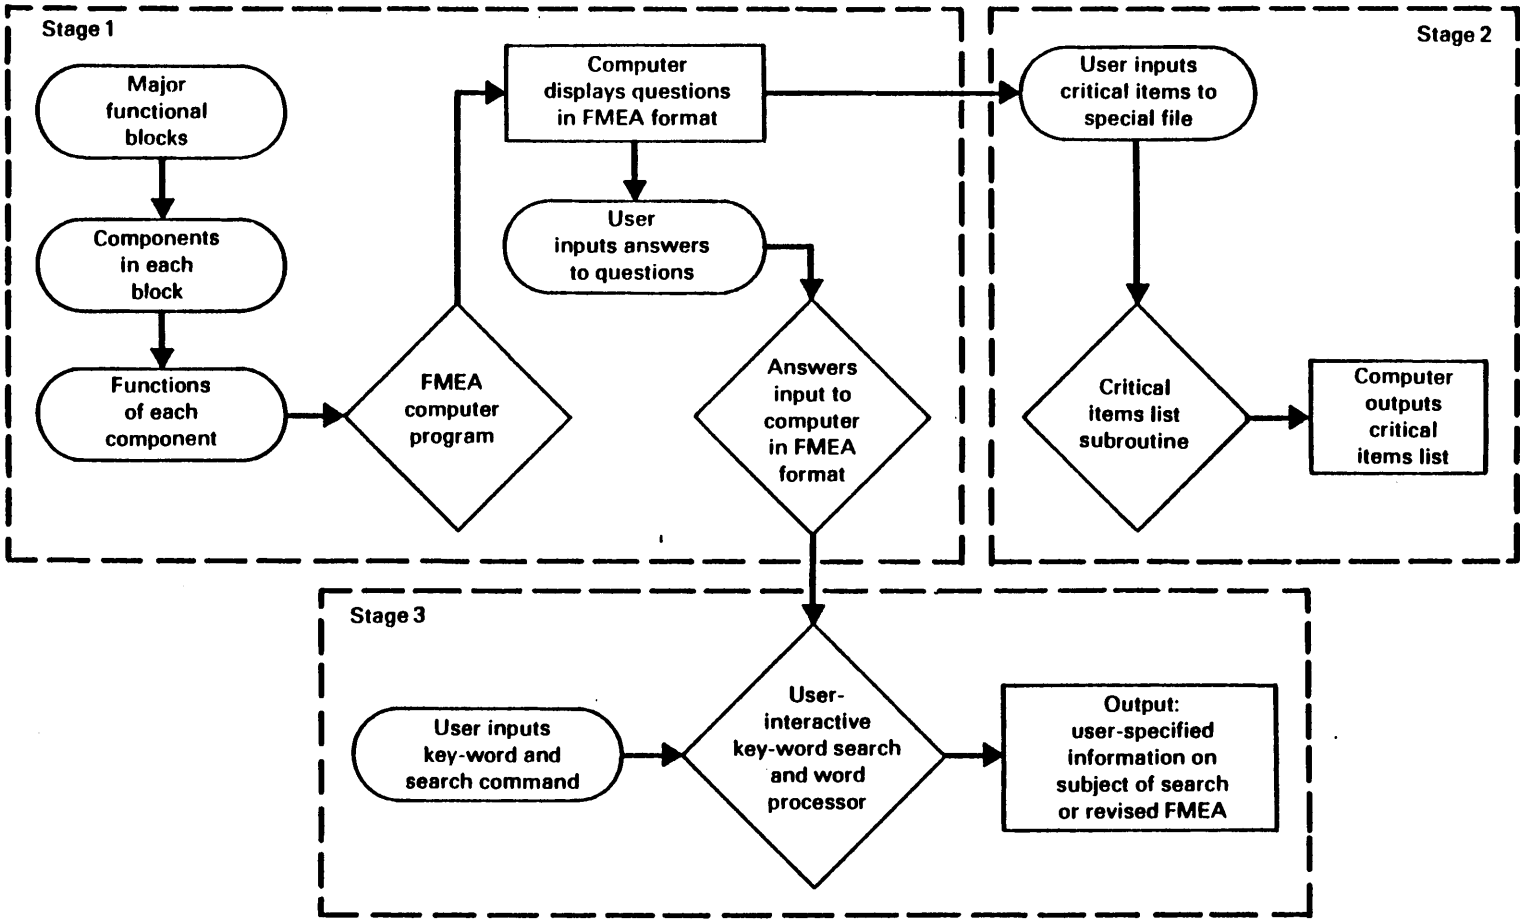 Stage 1
Major
functional
blocks
Components
in each
block
Functions
of each
component
FMEA
computer
program
Computer
displays questions
in FMEA format
User
inputs answers
to questions
Answers
input to
computer
in FMEA
format
Stage 2
User inputs
critical items to
special file
Critical
items list
subroutine
Computer
outputs
critical
items list
Stage 3
User inputs
key-word and
search command
User-
interactive
key-word search
and word
processor
Output:
user-specified
information on
subject of search
or revised FMEA